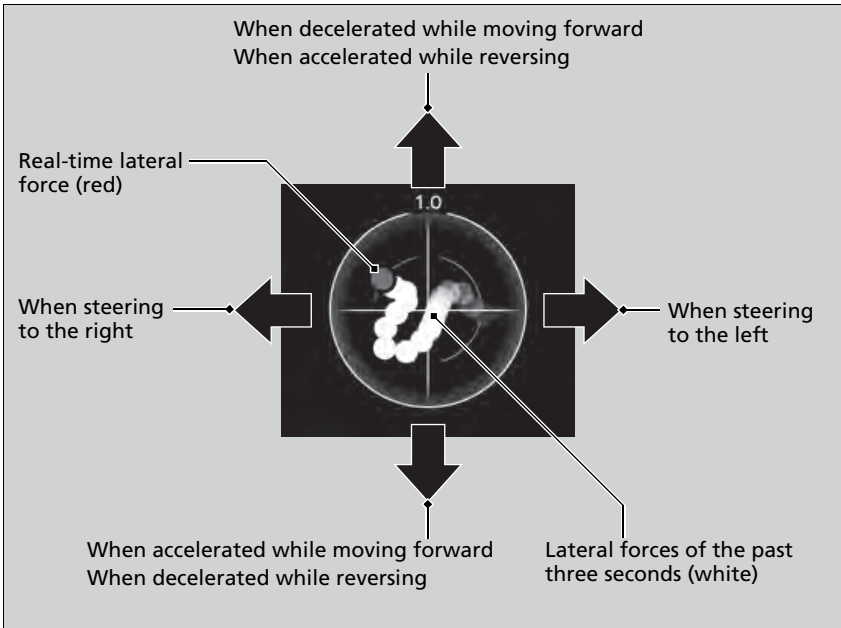 When decelerated while moving forward
When accelerated while reversing
Real-time lateral
force (red)
1.0
When steering
to the right
When steering
to the left
When accelerated while moving forward
When decelerated while reversing
Lateral forces of the past
three seconds (white)